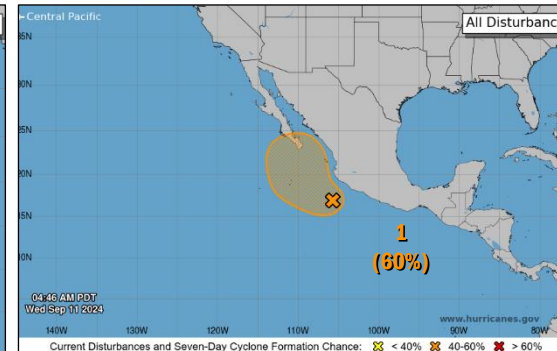 ←Central Pacific
All Disturbanc
35N
30N
25N
20N
15N
10N
1
(60%)
04:46 AM PDT
Wed Sep 11 2024
www.hurricanes.gov
140W 130W 120W 110W 100W 90W 80W
Current Disturbances and Seven-Day Cyclone Formation Chance: < 40% 40-60% > 60%